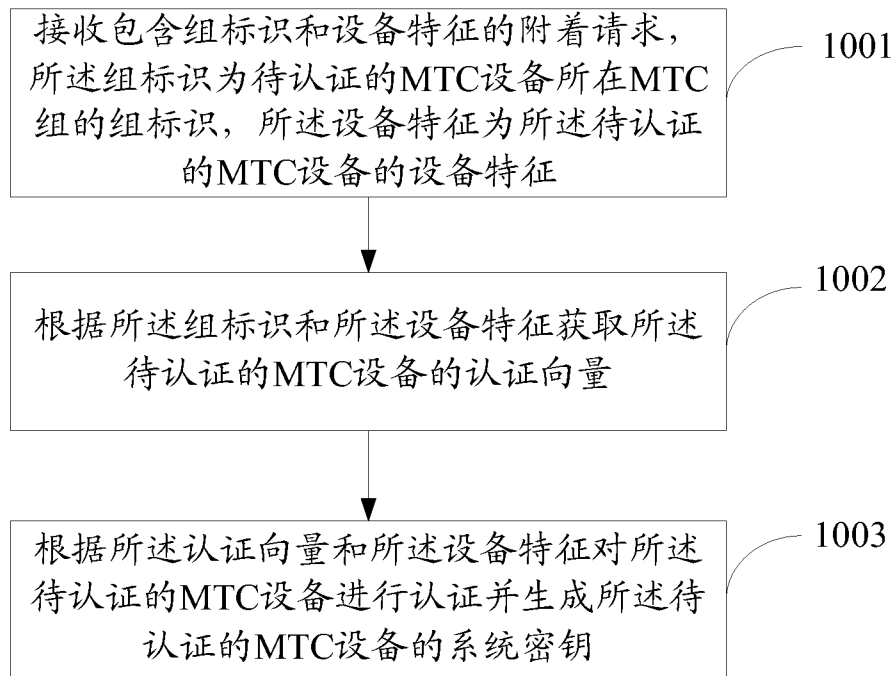 接收包含组标识和设备特征的附着请求，
所述组标识为待认证的MTC设备所在MTC
组的组标识，所述设备特征为所述待认证
的MTC设备的设备特征
1001
根据所述组标识和所述设备特征获取所述
待认证的MTC设备的认证向量
1002
根据所述认证向量和所述设备特征对所述
待认证的MTC设备进行认证并生成所述待
认证的MTC设备的系统密钥
1003